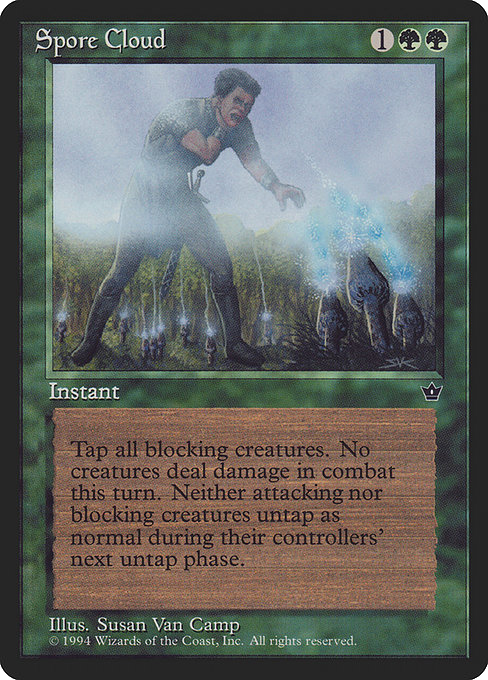 Spore Cloud 1
SK
Instant
Tap all blocking creatures. No
creatures deal damage in combat
this turn. Neither attacking nor
blocking creatures untap as
normal during their controllers'
next untap phase.
Illus. Susan Van Camp
© 1994 Wizards of the Coast, Inc. All rights reserved.